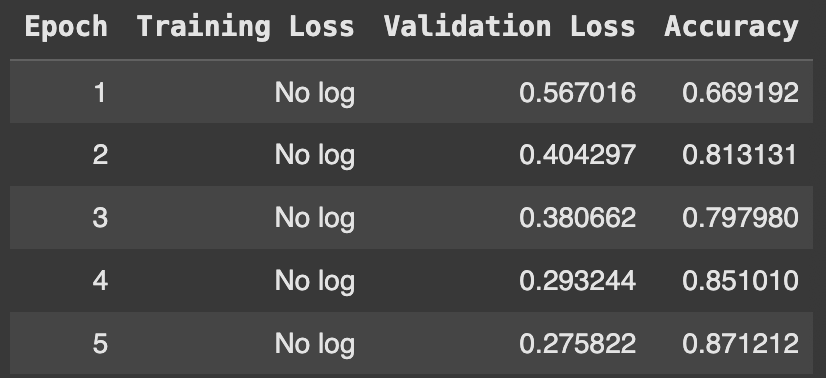 Epoch Training Loss Validation Loss Accuracy
1 No log 0.567016 0.669192
2 No log 0.404297 0.813131
3 No log 0.380662 0.797980
4 No log 0.293244 0.851010
5 No log 0.275822 0.871212